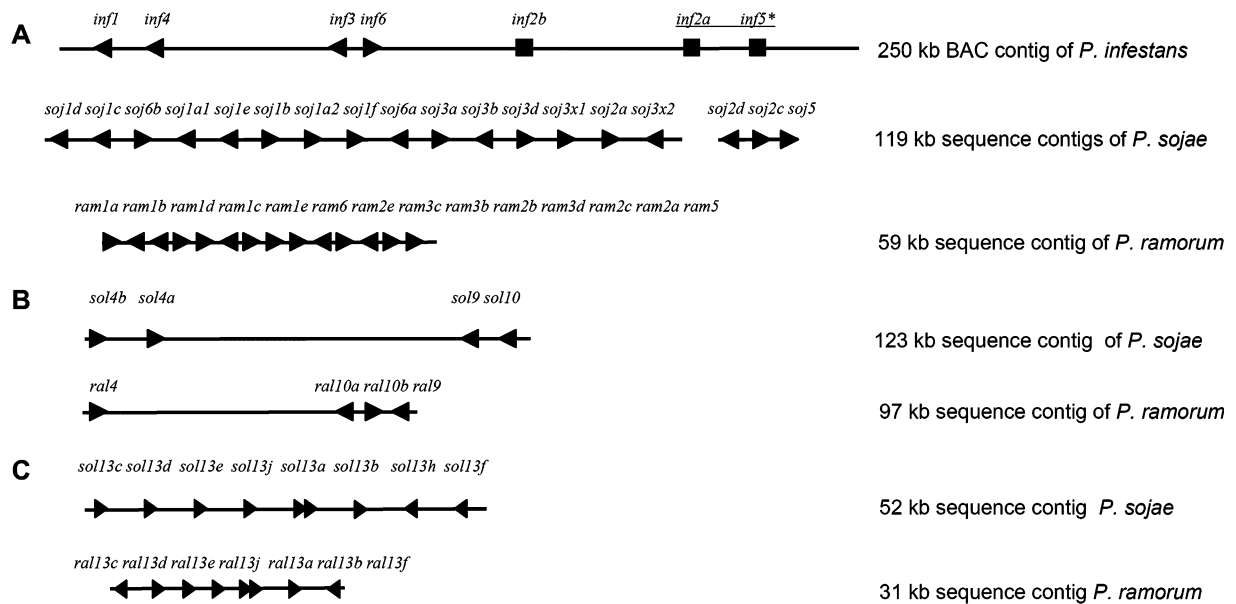 A
inf1 inf4 inf3 inf6 inf2b inf2a inf5*
250 kb BAC contig of P. infestans
soj1d soj1c soj6b soj1a1 soj1e soj1b soj1a2 soj1f soj6a soj3a soj3b soj3d soj3x1 soj2a soj3x2 soj2d soj2c soj5
119 kb sequence contigs of P. sojae
ram1a ram1b ram1d ram1c ram1e ram6 ram2e ram3c ram3b ram2b ram3d ram2c ram2a ram5
59 kb sequence contig of P. ramorum
B
sol4b sol4a sol9 sol10
123 kb sequence contig of P. sojae
ral4 ral10a ral10b ral9
97 kb sequence contig of P. ramorum
C
sol13c sol13d sol13e sol13j sol13a sol13b sol13h sol13f
52 kb sequence contig P. sojae
ral13c ral13d ral13e ral13j ral13a ral13b ral13f
31 kb sequence contig P. ramorum